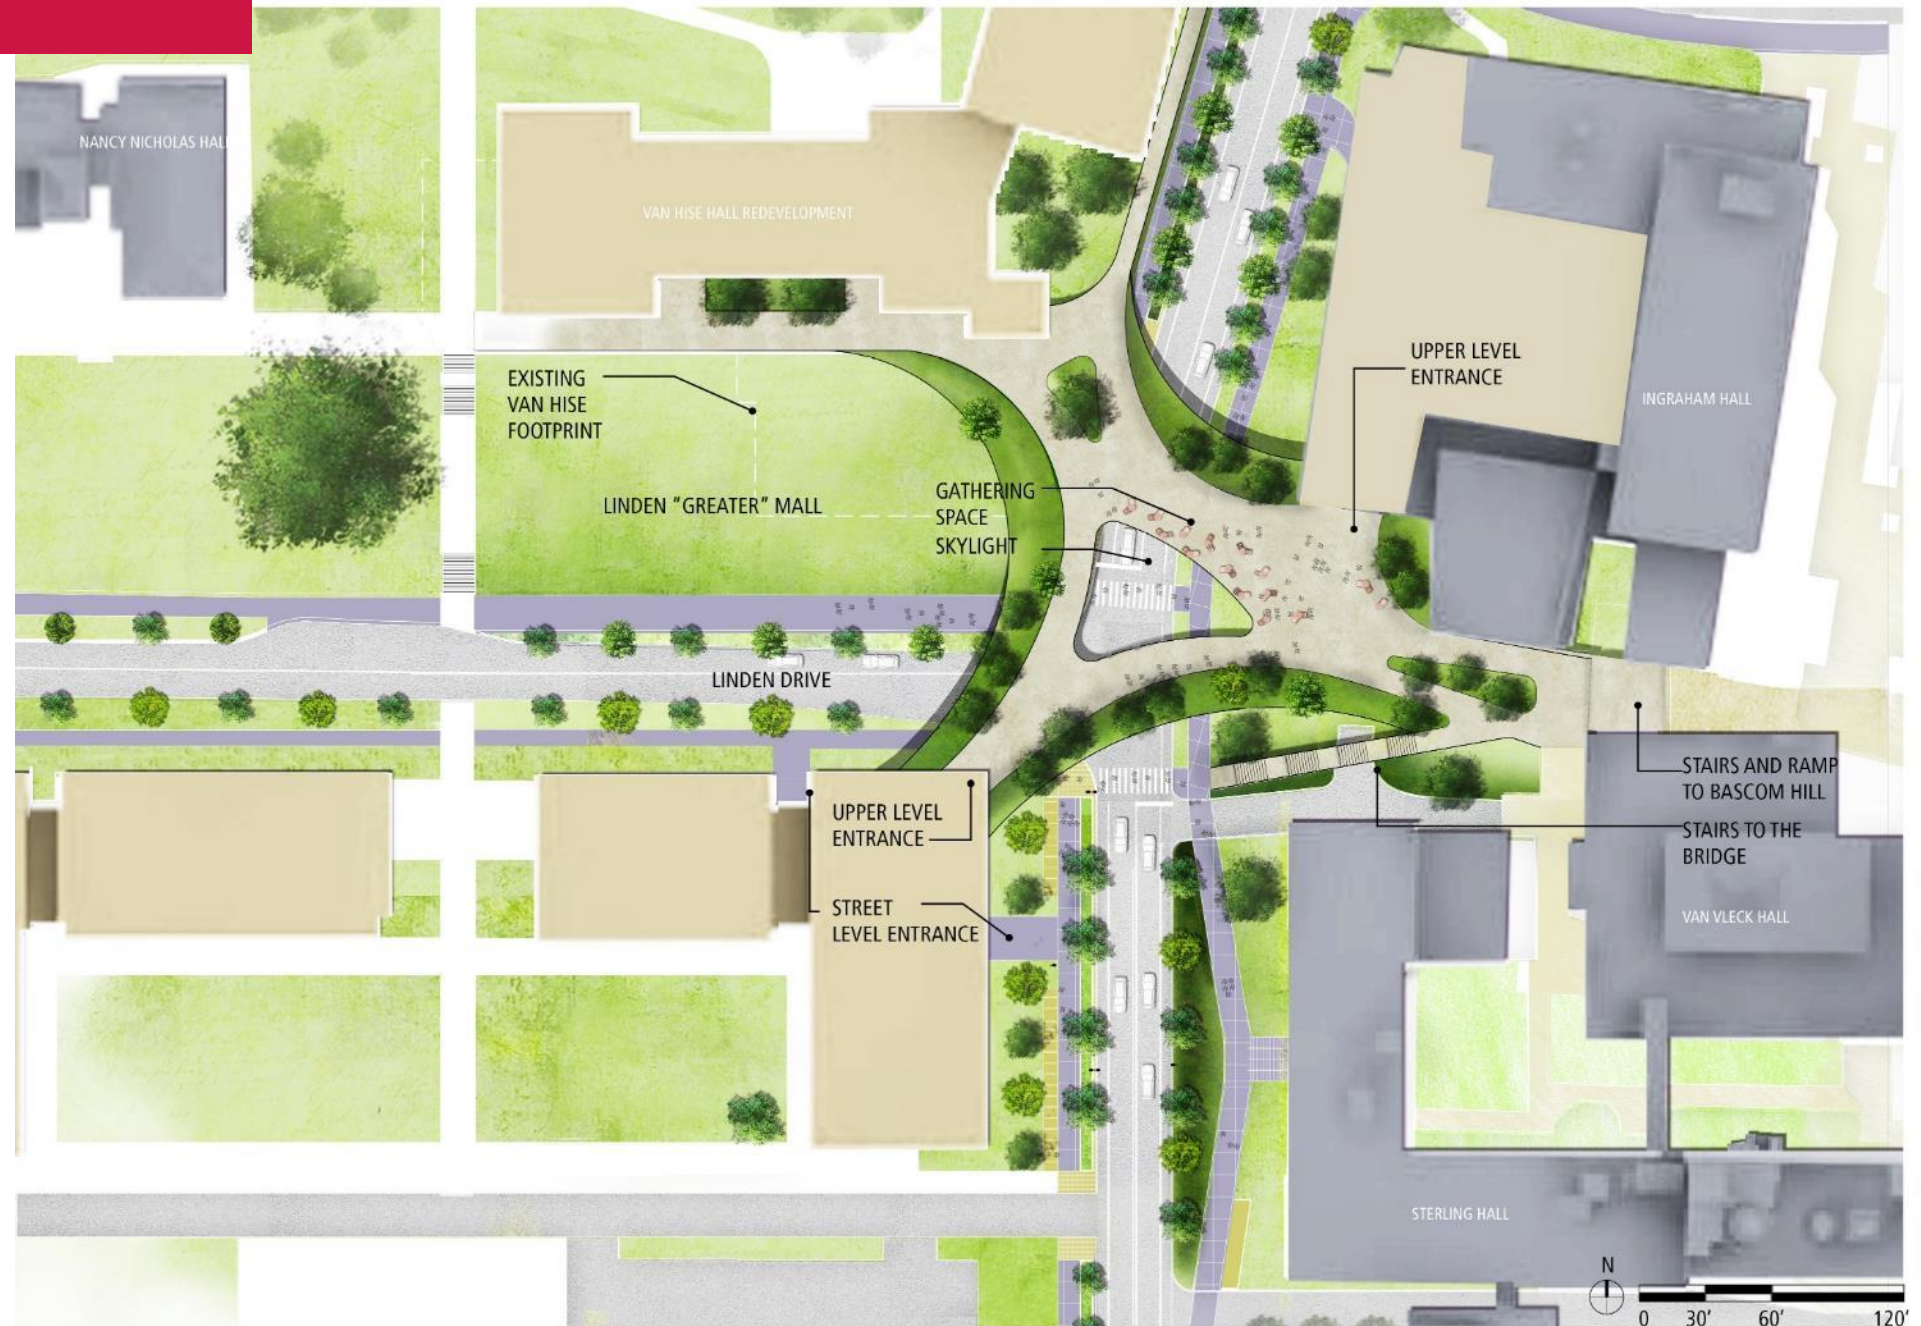 NANCY NICHOLAS HALL
VAN HISE HALL REDEVELOPMENT
EXISTING
VAN HISE
FOOTPRINT
UPPER LEVEL
ENTRANCE
INGRAHAM HALL
LINDEN "GREATER" MALL
GATHERING
SPACE
SKYLIGHT
LINDEN DRIVE
UPPER LEVEL
ENTRANCE
STREET
LEVEL ENTRANCE
STAIRS AND RAMP
TO BASCOM HILL
STAIRS TO THE
BRIDGE
VAN VLECK HALL
STERLING HALL
N
0 30' 60' 120'